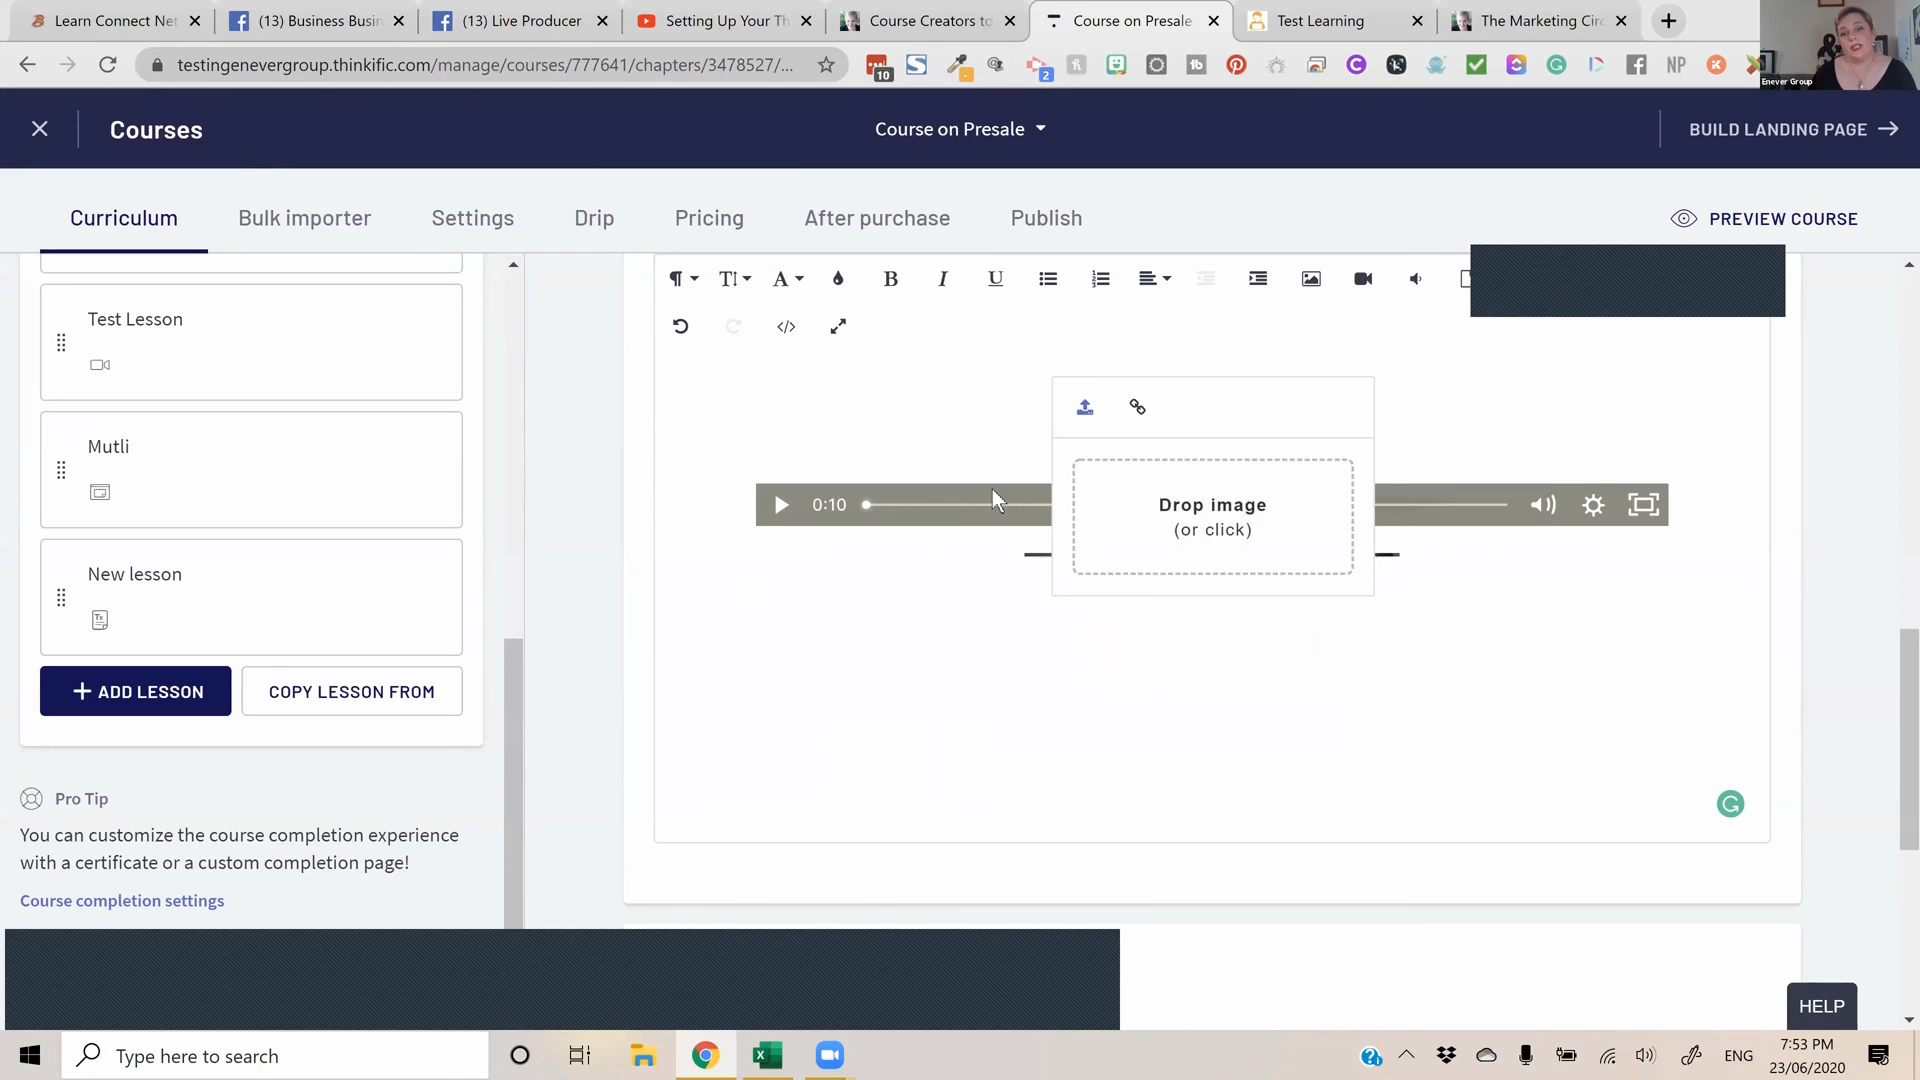 Learn Connect Net
(13) Business Busin
(13) Live Producer
Setting Up Your Th
Course Creators to
Course on Presale
Test Learning
The Marketing Circ
testingenevergroup.thinkific.com/manage/courses/777641/chapters/3478527/...
10
2
NP
Enever Group
Courses
Course on Presale
BUILD LANDING PAGE
Curriculum
Bulk importer
Settings
Drip
Pricing
After purchase
Publish
PREVIEW COURSE
Test Lesson
Mutli
New lesson
Tx
+ ADD LESSON
COPY LESSON FROM
Pro Tip
You can customize the course completion experience
with a certificate or a custom completion page!
Course completion settings
0:10
Drop image
(or click)
HELP
Type here to search
ENG
7:53 PM
23/06/2020